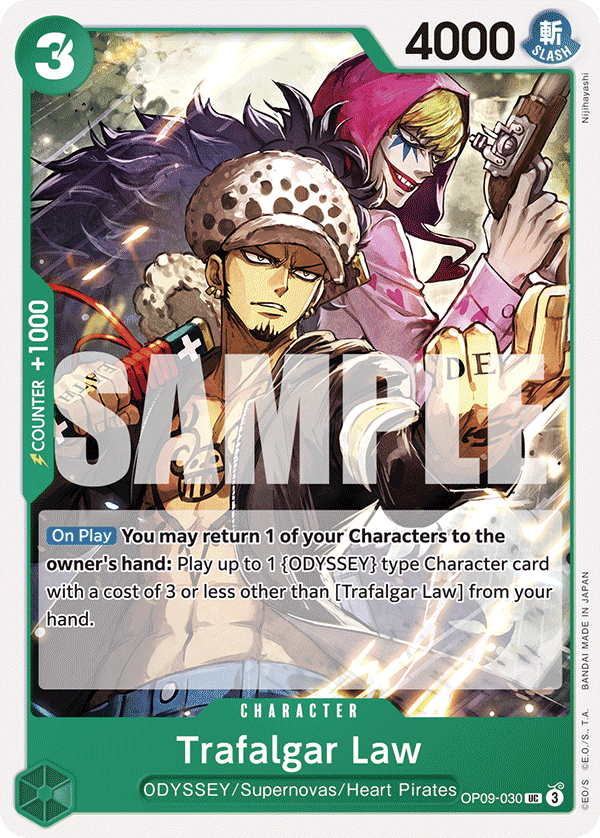 3
4000
斬
SLASH
Nijihayashi
COUNTER +1000
DEATH
D E
SAMPLE
On Play You may return 1 of your Characters to the
owner's hand: Play up to 1 {ODYSSEY} type Character card
with a cost of 3 or less other than [Trafalgar Law] from your
hand.
CHARACTER
Trafalgar Law
ODYSSEY/Supernovas/Heart Pirates
OP09-030 UC 3
©E.O/S ©E.O./S., T.A. BANDAI MADE IN JAPAN